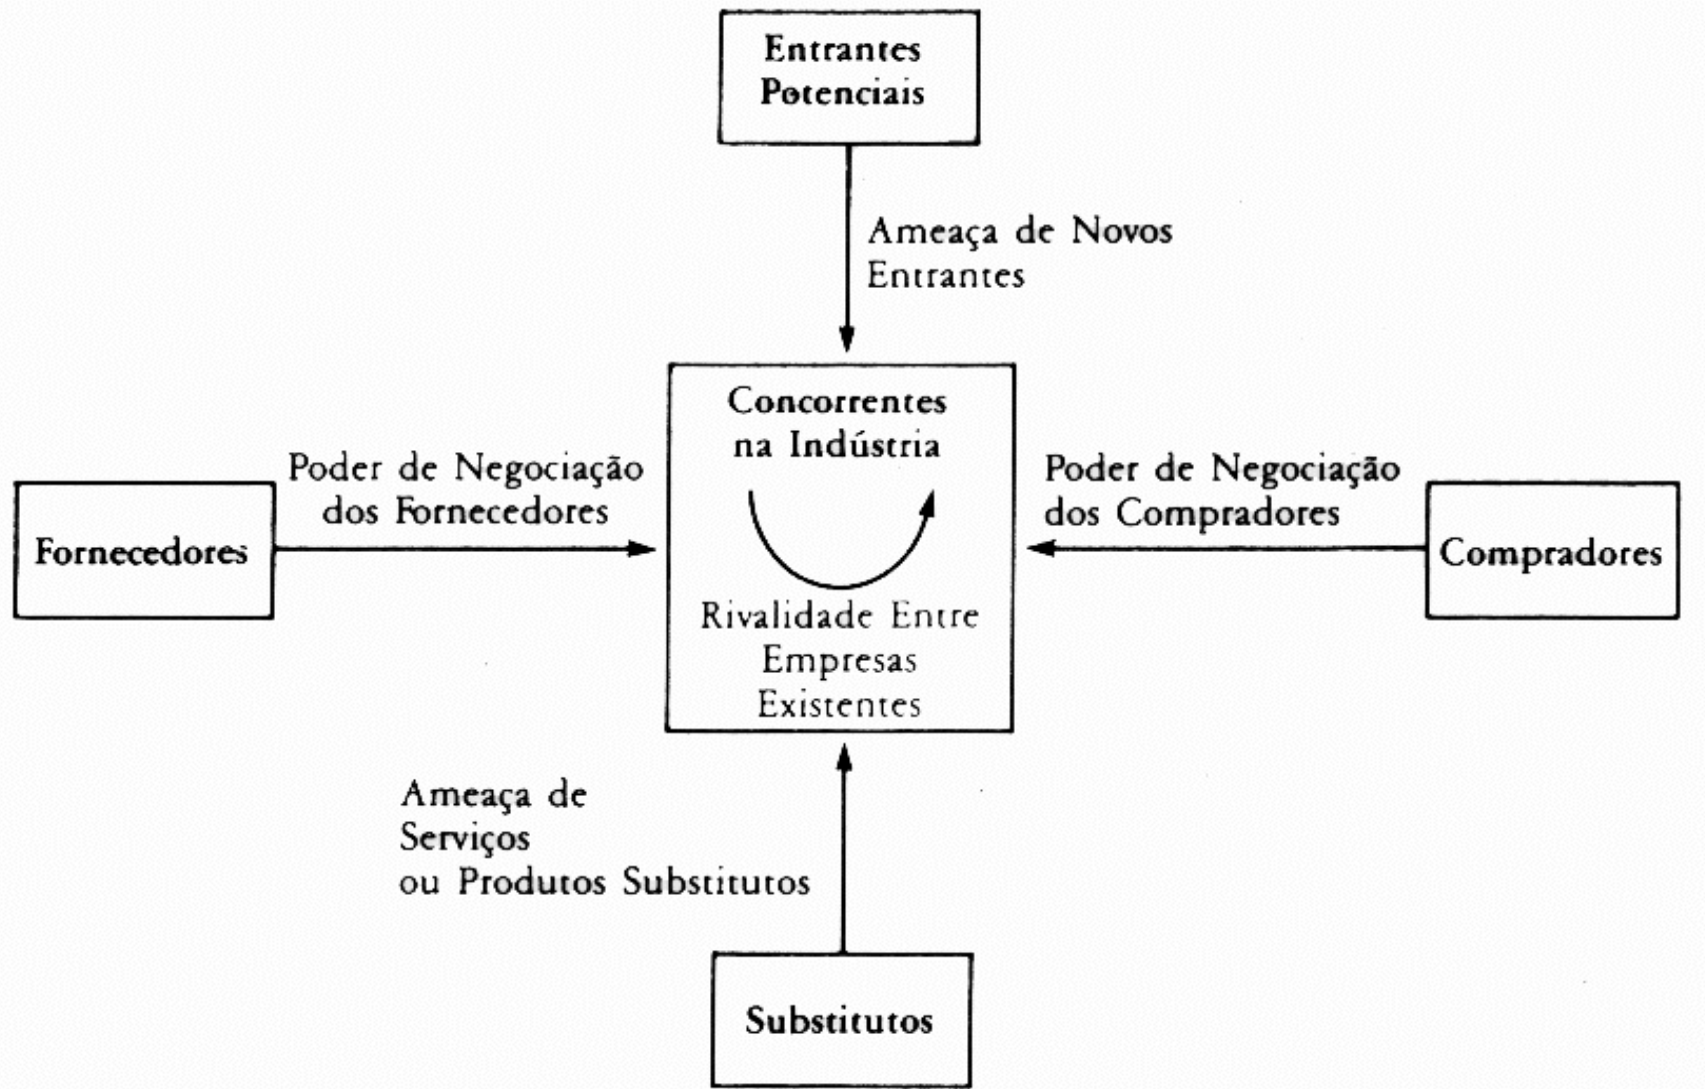 Entrantes
Potenciais
Ameaça de Novos
Entrantes
Concorrentes
na Indústria
Poder de Negociação
dos Fornecedores
Fornecedores
Poder de Negociação
dos Compradores
Compradores
Rivalidade Entre
Empresas
Existentes
Ameaça de
Serviços
ou Produtos Substitutos
Substitutos